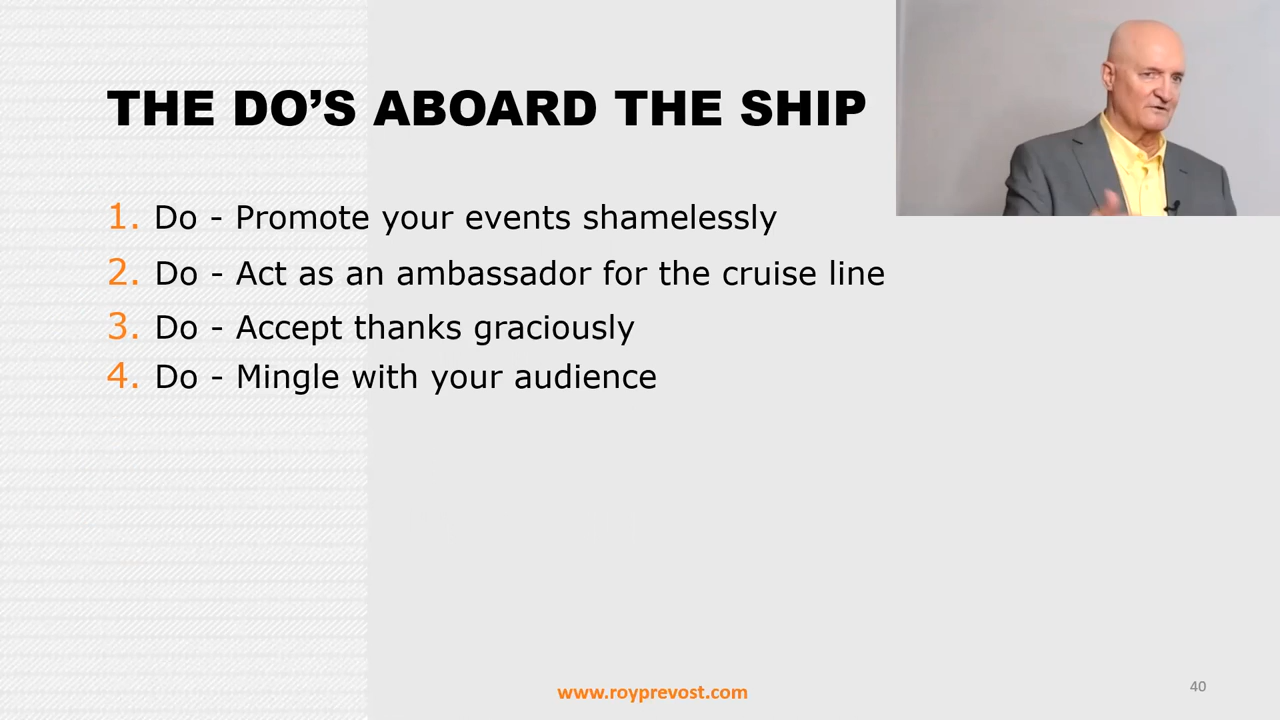 THE DO’S ABOARD THE SHIP
1. Do - Promote your events shamelessly
2. Do - Act as an ambassador for the cruise line
3. Do - Accept thanks graciously
4. Do - Mingle with your audience
www.royprevost.com
40